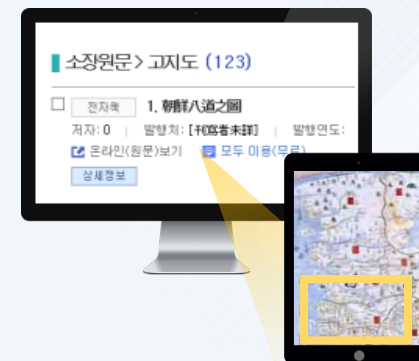 소장원문 > 고지도 (123)
전자책 1. 朝鮮八道之圖
저자: 0 | 발행처: [刊寫者未詳] | 발행연도:
온라인(원문)보기 모두 이용(무료)
상세정보